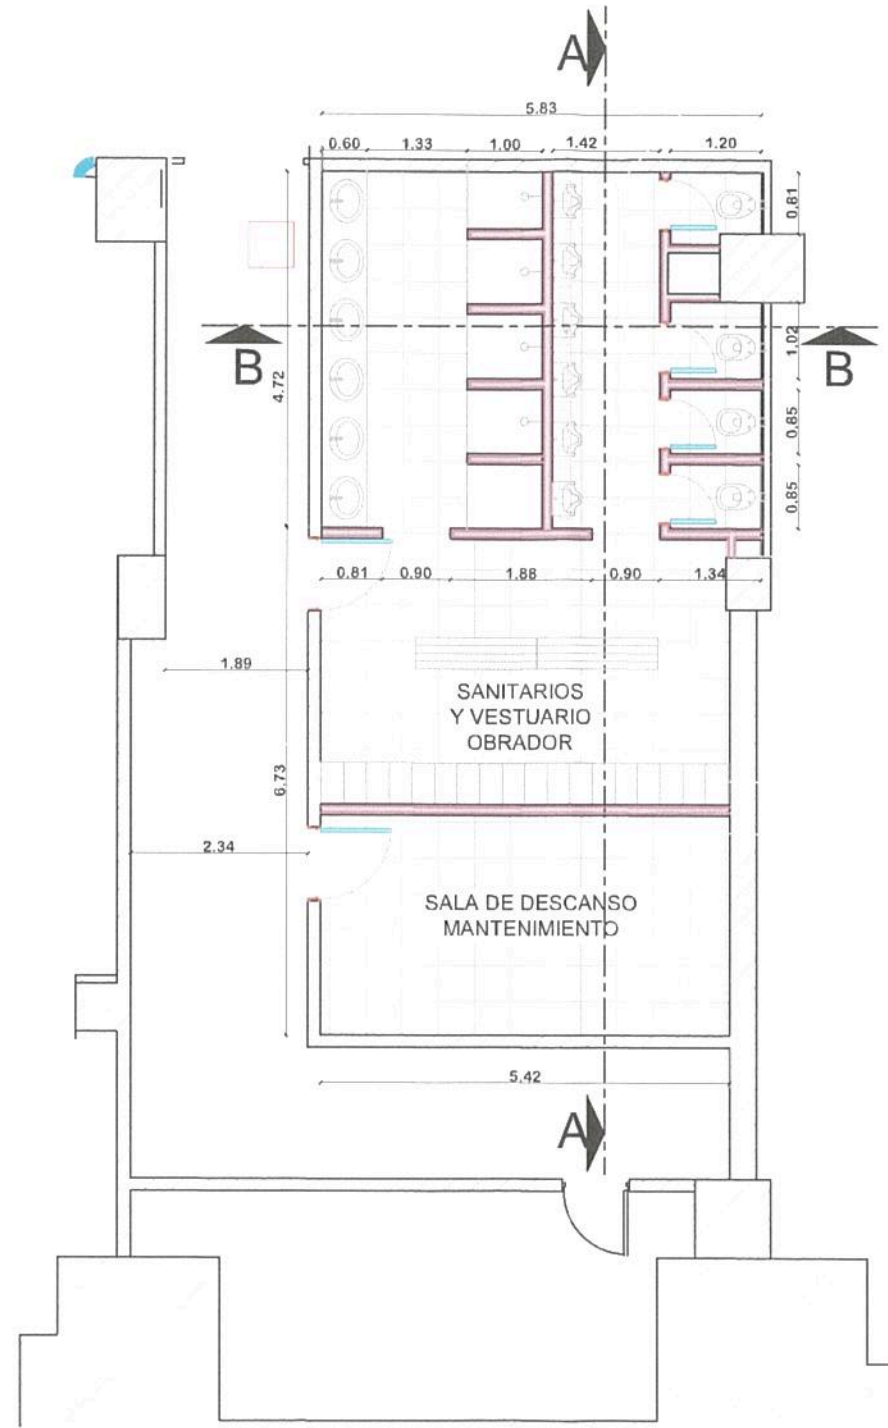 A
5.83
0.60
1.33
1.00
1.42
1.20
0.81
B
B
4.72
1.02
0.85
0.85
0.81
0.90
1.88
0.90
1.34
1.89
SANITARIOS
Y VESTUARIO
OBRADOR
6.73
2.34
SALA DE DESCANSO
MANTENIMIENTO
5.42
A